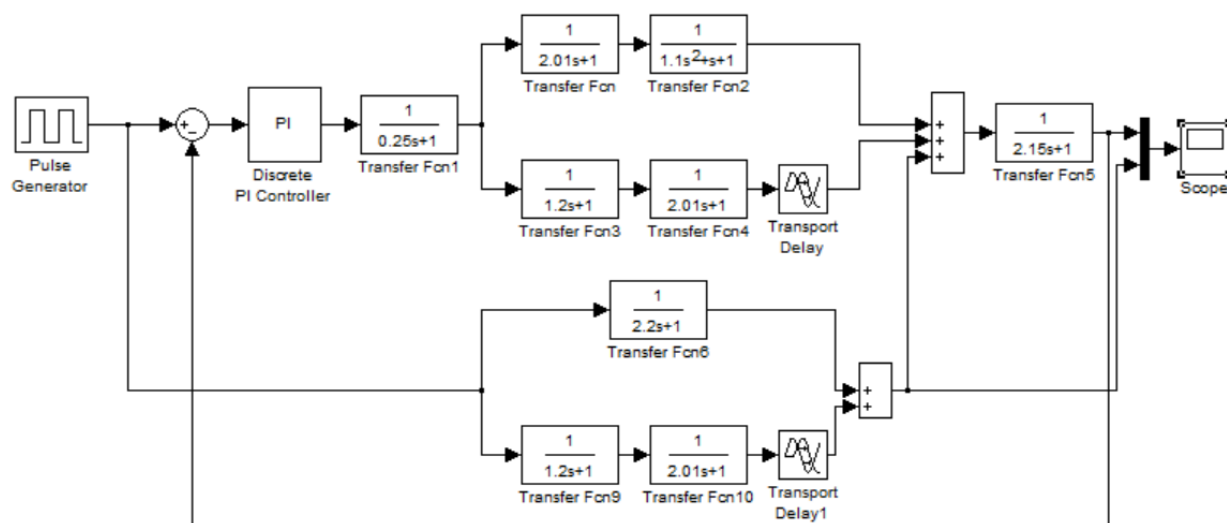 1
2.01s+1
Transfer Fcn
1
1.1s²+s+1
Transfer Fcn2
Pulse
Generator
+
−
PI
Discrete
PI Controller
1
0.25s+1
Transfer Fcn1
1
1.2s+1
Transfer Fcn3
1
2.01s+1
Transfer Fcn4
Transport
Delay
+
+
+
1
2.15s+1
Transfer Fcn5
Scope
1
2.2s+1
Transfer Fcn6
1
1.2s+1
Transfer Fcn9
1
2.01s+1
Transfer Fcn10
Transport
Delay1
+
+